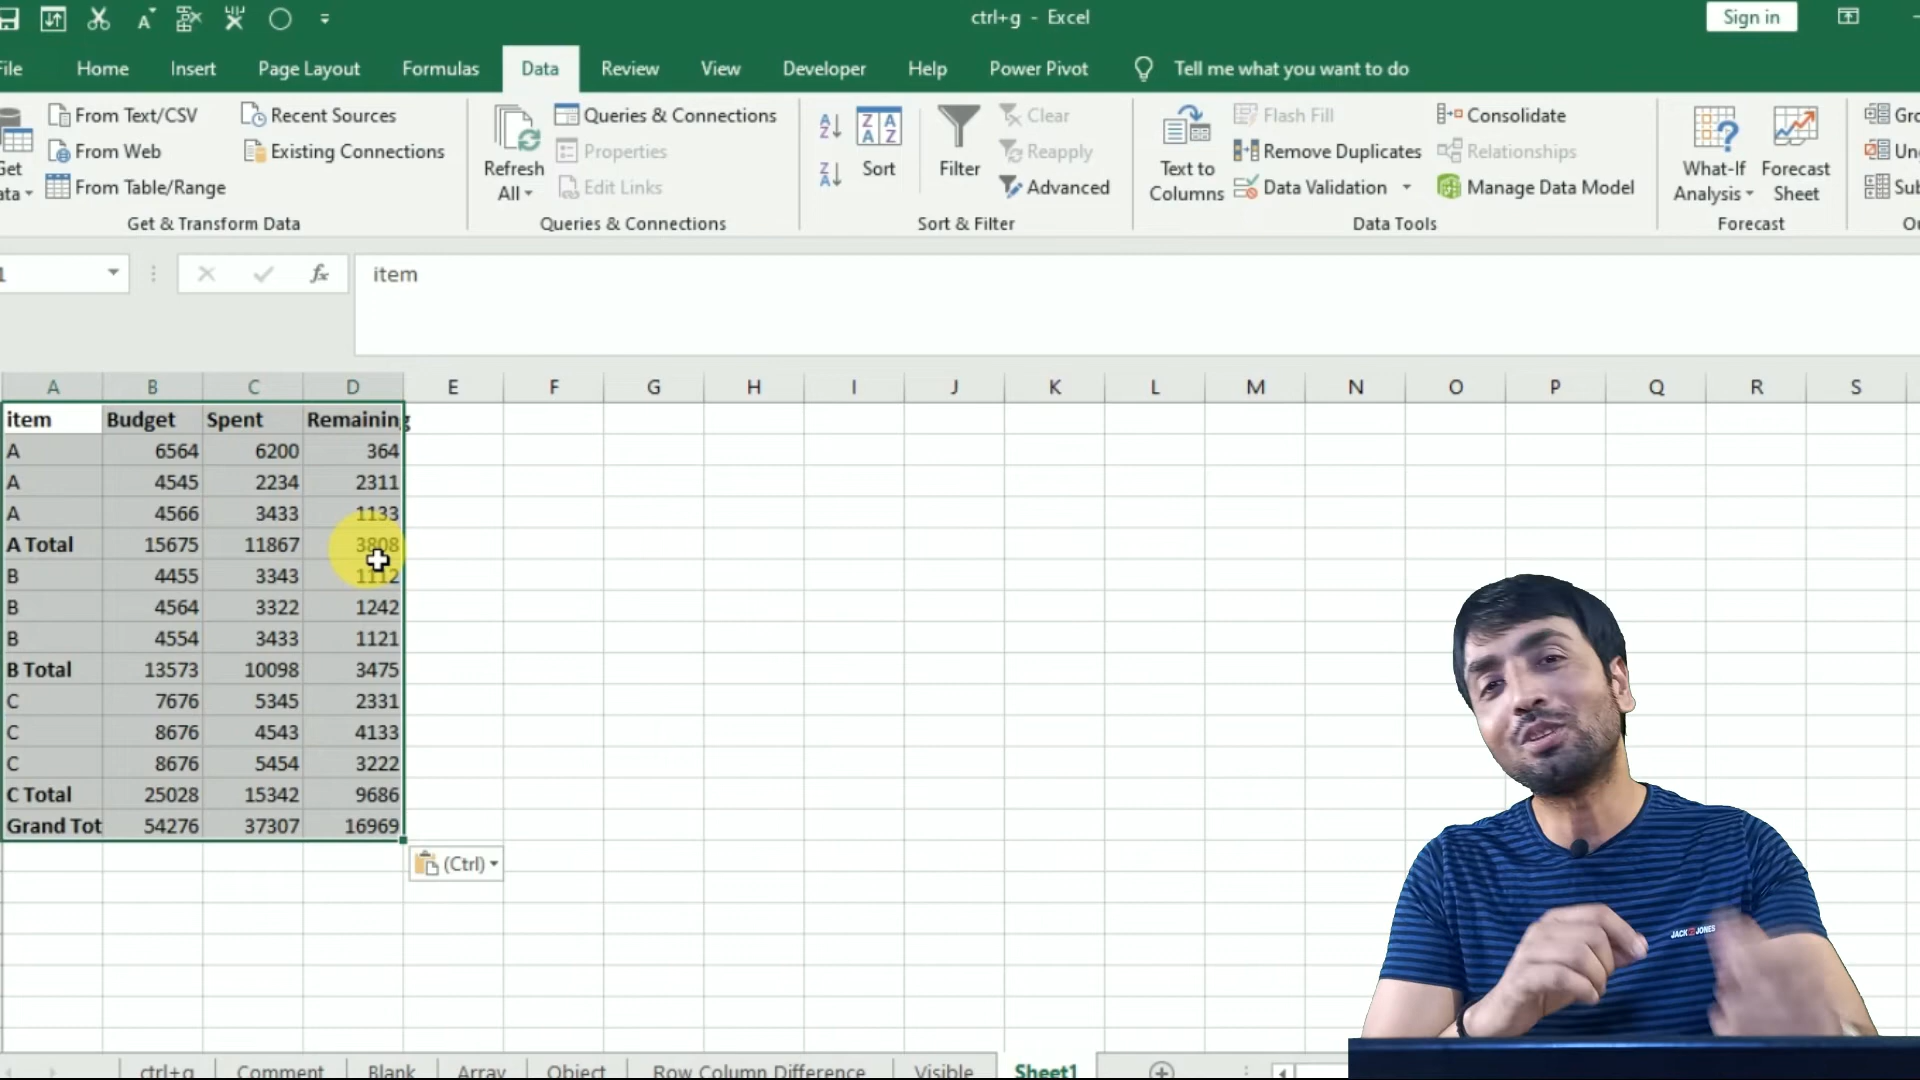 ctrl+g - Excel
Sign in
Home Insert Page Layout Formulas Data Review View Developer Help Power Pivot Tell me what you want to do
From Text/CSV
From Web
From Table/Range
Recent Sources
Existing Connections
Get & Transform Data
Refresh All
Queries & Connections
Properties
Edit Links
Queries & Connections
Sort
Filter
Clear
Reapply
Advanced
Sort & Filter
Text to Columns
Flash Fill
Remove Duplicates
Data Validation
Consolidate
Relationships
Manage Data Model
Data Tools
What-If Analysis
Forecast Sheet
Forecast
fx item
A B C D E F G H I J K L M N O P Q R S
item Budget Spent Remaining
A 6564 6200 364
A 4545 2234 2311
A 4566 3433 1133
A Total 15675 11867 3808
B 4455 3343 1112
B 4564 3322 1242
B 4554 3433 1121
B Total 13573 10098 3475
C 7676 5345 2331
C 8676 4543 4133
C 8676 5454 3222
C Total 25028 15342 9686
Grand Tot 54276 37307 16969
(Ctrl)
JACK JONES
ctrl+g Comment Blank Array Object Row Column Difference Visible Sheet1